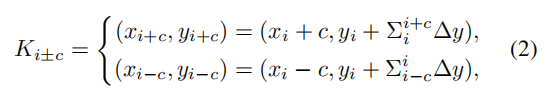 K_{i±c} = { (x_{i+c}, y_{i+c}) = (x_i + c, y_i + Σ_i^{i+c} Δy),
(x_{i−c}, y_{i−c}) = (x_i − c, y_i + Σ_{i−c}^{i} Δy), (2)